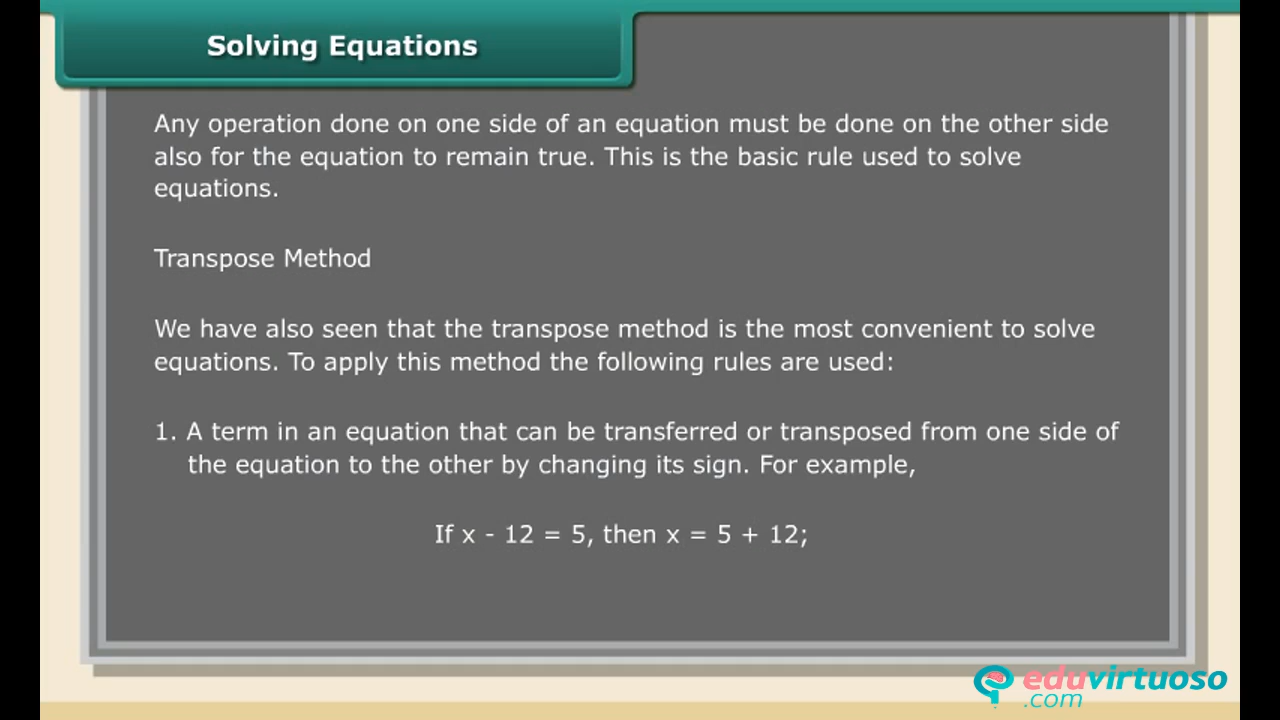 Solving Equations
Any operation done on one side of an equation must be done on the other side
also for the equation to remain true. This is the basic rule used to solve
equations.
Transpose Method
We have also seen that the transpose method is the most convenient to solve
equations. To apply this method the following rules are used:
1. A term in an equation that can be transferred or transposed from one side of
the equation to the other by changing its sign. For example,
If x - 12 = 5, then x = 5 + 12;
eduvirtuoso
.com